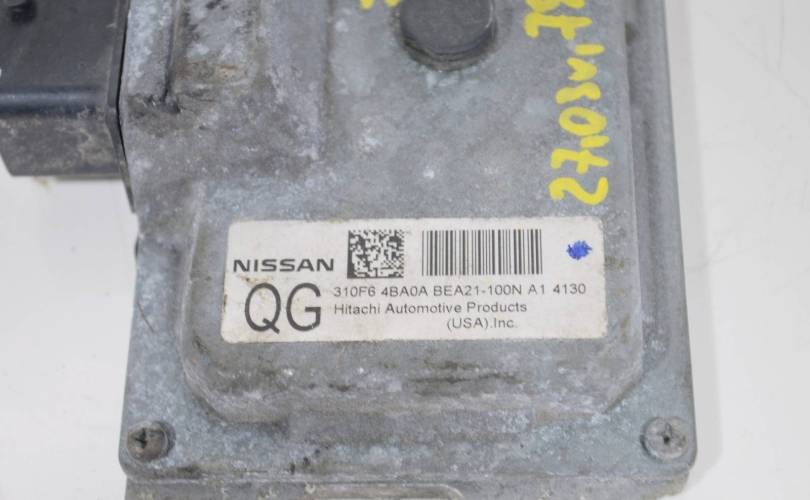 NISSAN
QG
310F6 4BA0A BEA21-100N A1 4130
Hitachi Automotive Products
(USA).Inc.